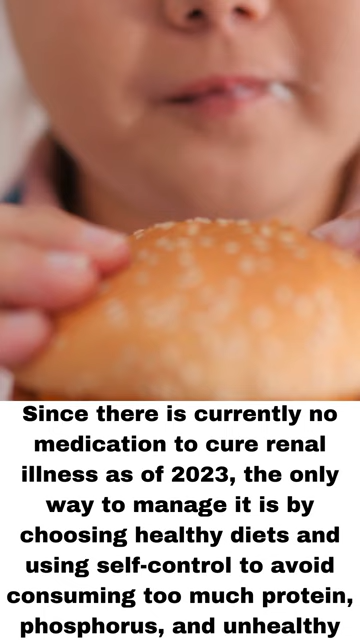 Since there is currently no
medication to cure renal
illness as of 2023, the only
way to manage it is by
choosing healthy diets and
using self-control to avoid
consuming too much protein,
phosphorus, and unhealthy